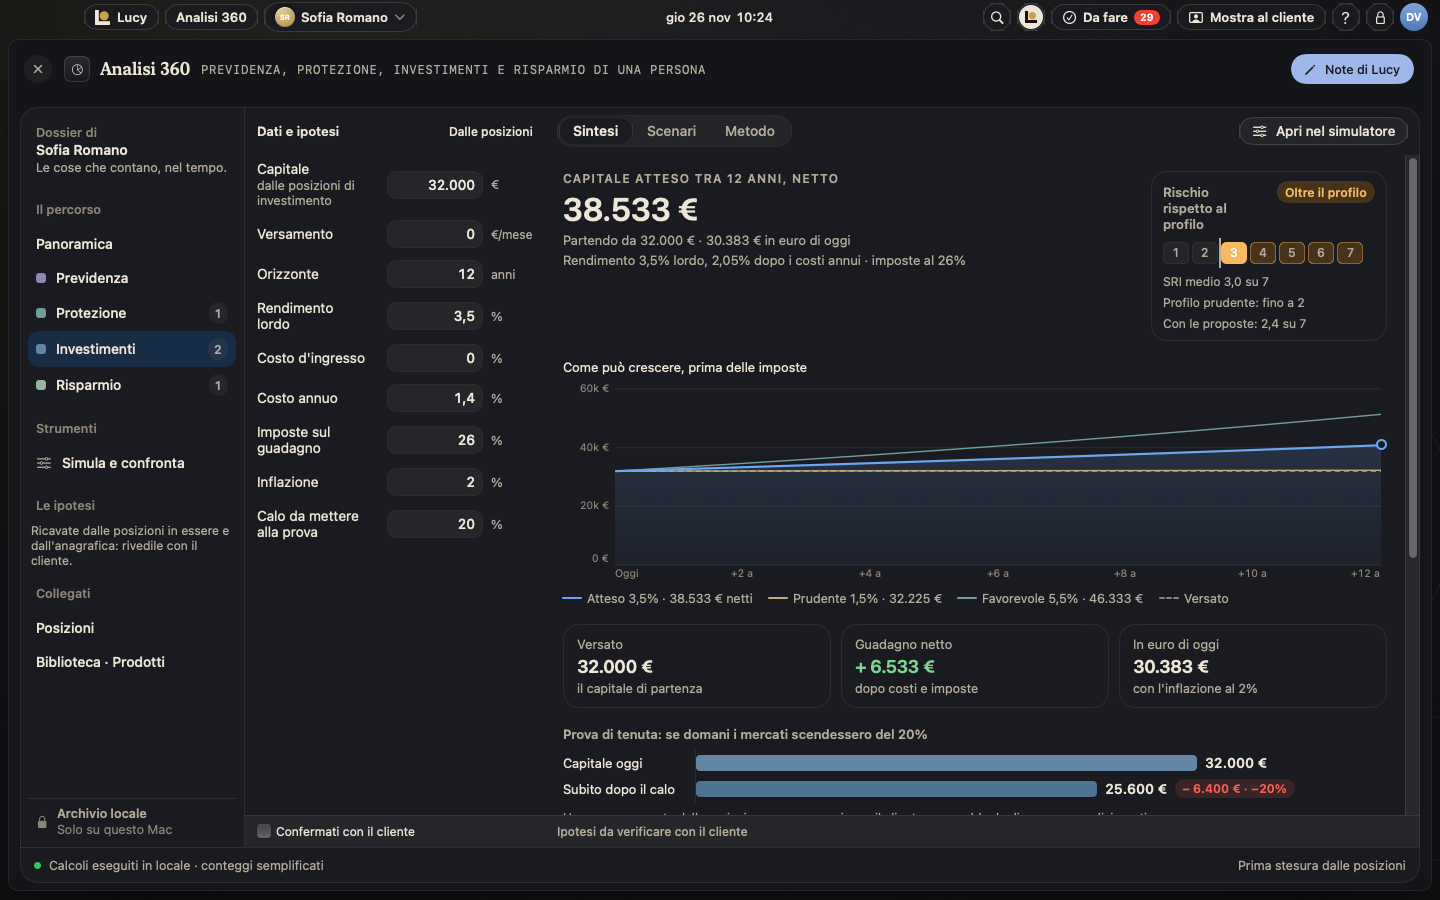 Lucy
Analisi 360
SR Sofia Romano
gio 26 nov 10:24
Da fare 29
Mostra al cliente
?
DV
Analisi 360 PREVIDENZA, PROTEZIONE, INVESTIMENTI E RISPARMIO DI UNA PERSONA
Note di Lucy
Dossier di
Sofia Romano
Le cose che contano, nel tempo.
Il percorso
Panoramica
Previdenza
Protezione 1
Investimenti 2
Risparmio 1
Strumenti
Simula e confronta
Le ipotesi
Ricavate dalle posizioni in essere e
dall'anagrafica: rivedile con il
cliente.
Collegati
Posizioni
Biblioteca · Prodotti
Archivio locale
Solo su questo Mac
Dati e ipotesi
Dalle posizioni
Capitale
dalle posizioni di
investimento
32.000 €
Versamento 0 €/mese
Orizzonte 12 anni
Rendimento
lordo
3,5 %
Costo d'ingresso 0 %
Costo annuo 1,4 %
Imposte sul
guadagno
26 %
Inflazione 2 %
Calo da mettere
alla prova
20 %
Sintesi
Scenari
Metodo
Apri nel simulatore
CAPITALE ATTESO TRA 12 ANNI, NETTO
38.533 €
Partendo da 32.000 € · 30.383 € in euro di oggi
Rendimento 3,5% lordo, 2,05% dopo i costi annui · imposte al 26%
Rischio
rispetto al
profilo
Oltre il profilo
1 2 3 4 5 6 7
SRI medio 3,0 su 7
Profilo prudente: fino a 2
Con le proposte: 2,4 su 7
Come può crescere, prima delle imposte
60k €
40k €
20k €
0 €
Oggi +2 a +4 a +6 a +8 a +10 a +12 a
Atteso 3,5% · 38.533 € netti
Prudente 1,5% · 32.225 €
Favorevole 5,5% · 46.333 €
Versato
Versato
32.000 €
il capitale di partenza
Guadagno netto
+ 6.533 €
dopo costi e imposte
In euro di oggi
30.383 €
con l'inflazione al 2%
Prova di tenuta: se domani i mercati scendessero del 20%
Capitale oggi 32.000 €
Subito dopo il calo 25.600 € − 6.400 € · −20%
Confermati con il cliente
Ipotesi da verificare con il cliente
Calcoli eseguiti in locale · conteggi semplificati
Prima stesura dalle posizioni